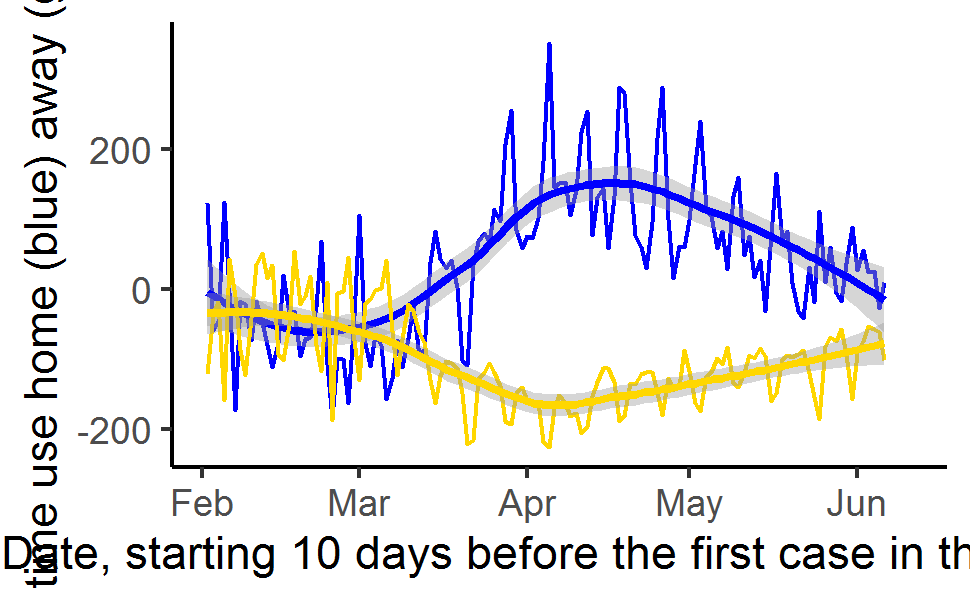 time use home (blue) away (
200
0
-200
Feb Mar Apr May Jun
Date, starting 10 days before the first case in th